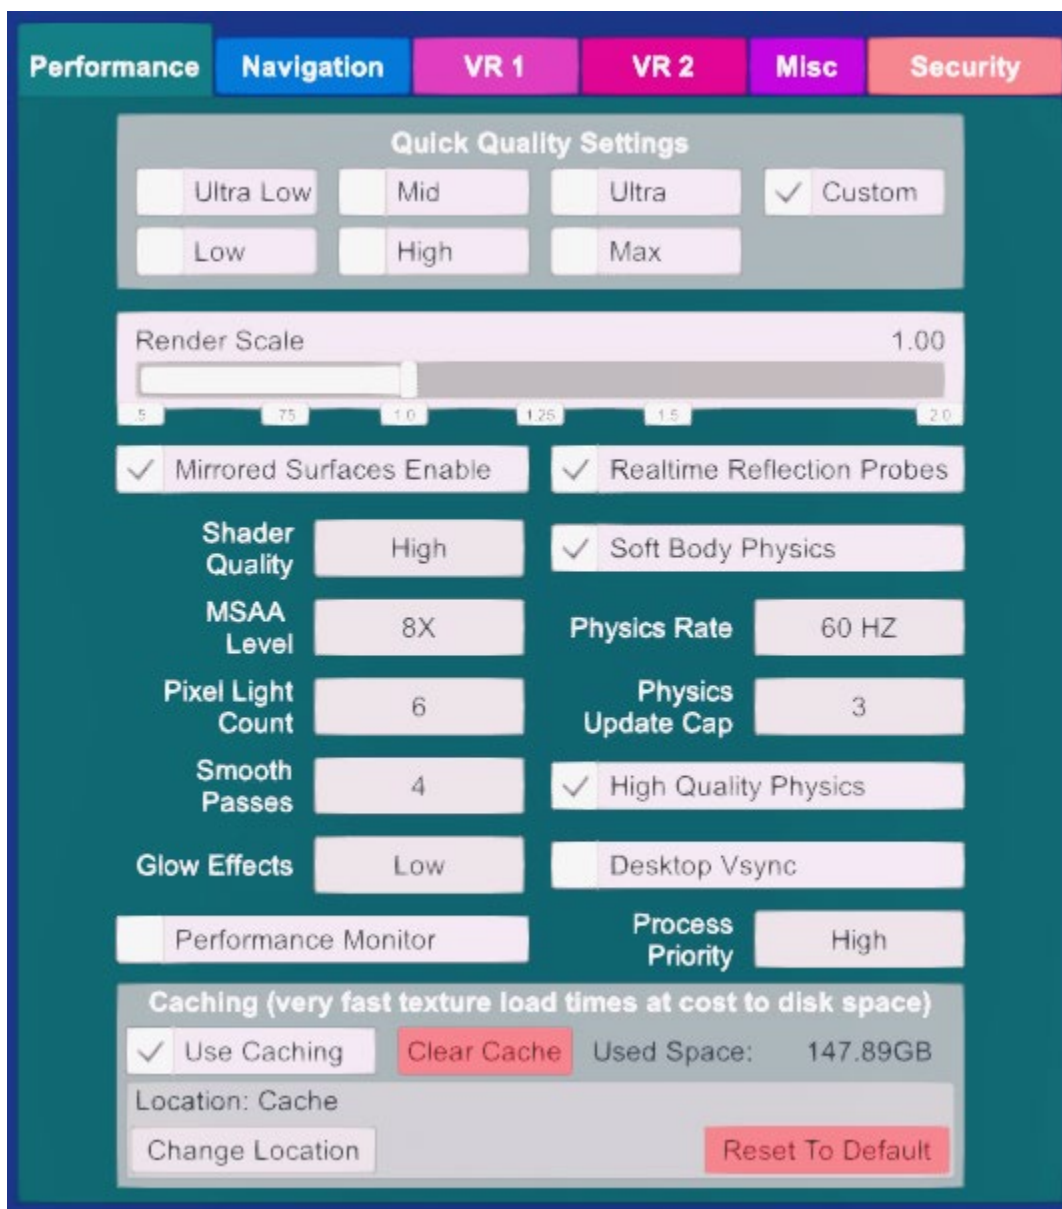 Performance Navigation VR 1 VR 2 Misc Security
Quick Quality Settings
Ultra Low Mid Ultra Custom
Low High Max
Render Scale 1.00
.5 .75 1.0 1.25 1.5 2.0
Mirrored Surfaces Enable Realtime Reflection Probes
Shader
Quality
High
Soft Body Physics
MSAA
Level
8X
Physics Rate 60 HZ
Pixel Light
Count
6
Physics
Update Cap
3
Smooth
Passes
4
High Quality Physics
Glow Effects Low
Desktop Vsync
Performance Monitor
Process
Priority
High
Caching (very fast texture load times at cost to disk space)
Use Caching Clear Cache Used Space: 147.89GB
Location: Cache
Change Location Reset To Default